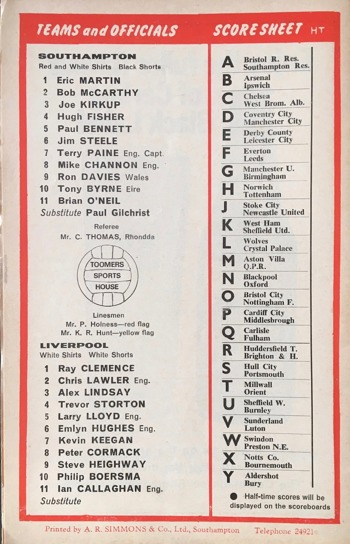 TEAMS and OFFICIALS
SOUTHAMPTON
Red and White Shirts Black Shorts
1 Eric MARTIN
2 Bob McCARTHY
3 Joe KIRKUP
4 Hugh FISHER
5 Paul BENNETT
6 Jim STEELE
7 Terry PAINE Eng. Capt.
8 Mike CHANNON Eng.
9 Ron DAVIES Wales
10 Tony BYRNE Eire
11 Brian O'NEIL
Substitute Paul Gilchrist
Referee
Mr. C. THOMAS, Rhondda
TOOMERS
SPORTS
HOUSE
Linesmen
Mr. P. Holness—red flag
Mr. K. R. Hunt—yellow flag
LIVERPOOL
White Shirts White Shorts
1 Ray CLEMENCE
2 Chris LAWLER Eng.
3 Alex LINDSAY
4 Trevor STORTON
5 Larry LLOYD Eng.
6 Emlyn HUGHES Eng.
7 Kevin KEEGAN
8 Peter CORMACK
9 Steve HEIGHWAY
10 Philip BOERSMA
11 Ian CALLAGHAN Eng.
Substitute
SCORE SHEET HT
A Bristol R. Res.
Southampton Res.
B Arsenal
Ipswich
C Chelsea
West Brom. Alb.
D Coventry City
Manchester City
E Derby County
Leicester City
F Everton
Leeds
G Manchester U.
Birmingham
H Norwich
Tottenham
J Stoke City
Newcastle United
K West Ham
Sheffield Utd.
L Wolves
Crystal Palace
M Aston Villa
Q.P.R.
N Blackpool
Oxford
O Bristol City
Nottingham F.
P Cardiff City
Middlesbrough
Q Carlisle
Fulham
R Huddersfield T.
Brighton & H.
S Hull City
Portsmouth
T Millwall
Orient
U Sheffield W.
Burnley
V Sunderland
Luton
W Swindon
Preston N.E.
X Notts Co.
Bournemouth
Y Aldershot
Bury
● Half-time scores will be
displayed on the scoreboards
Printed by A. R. SIMMONS & Co., Ltd., Southampton Telephone 24921